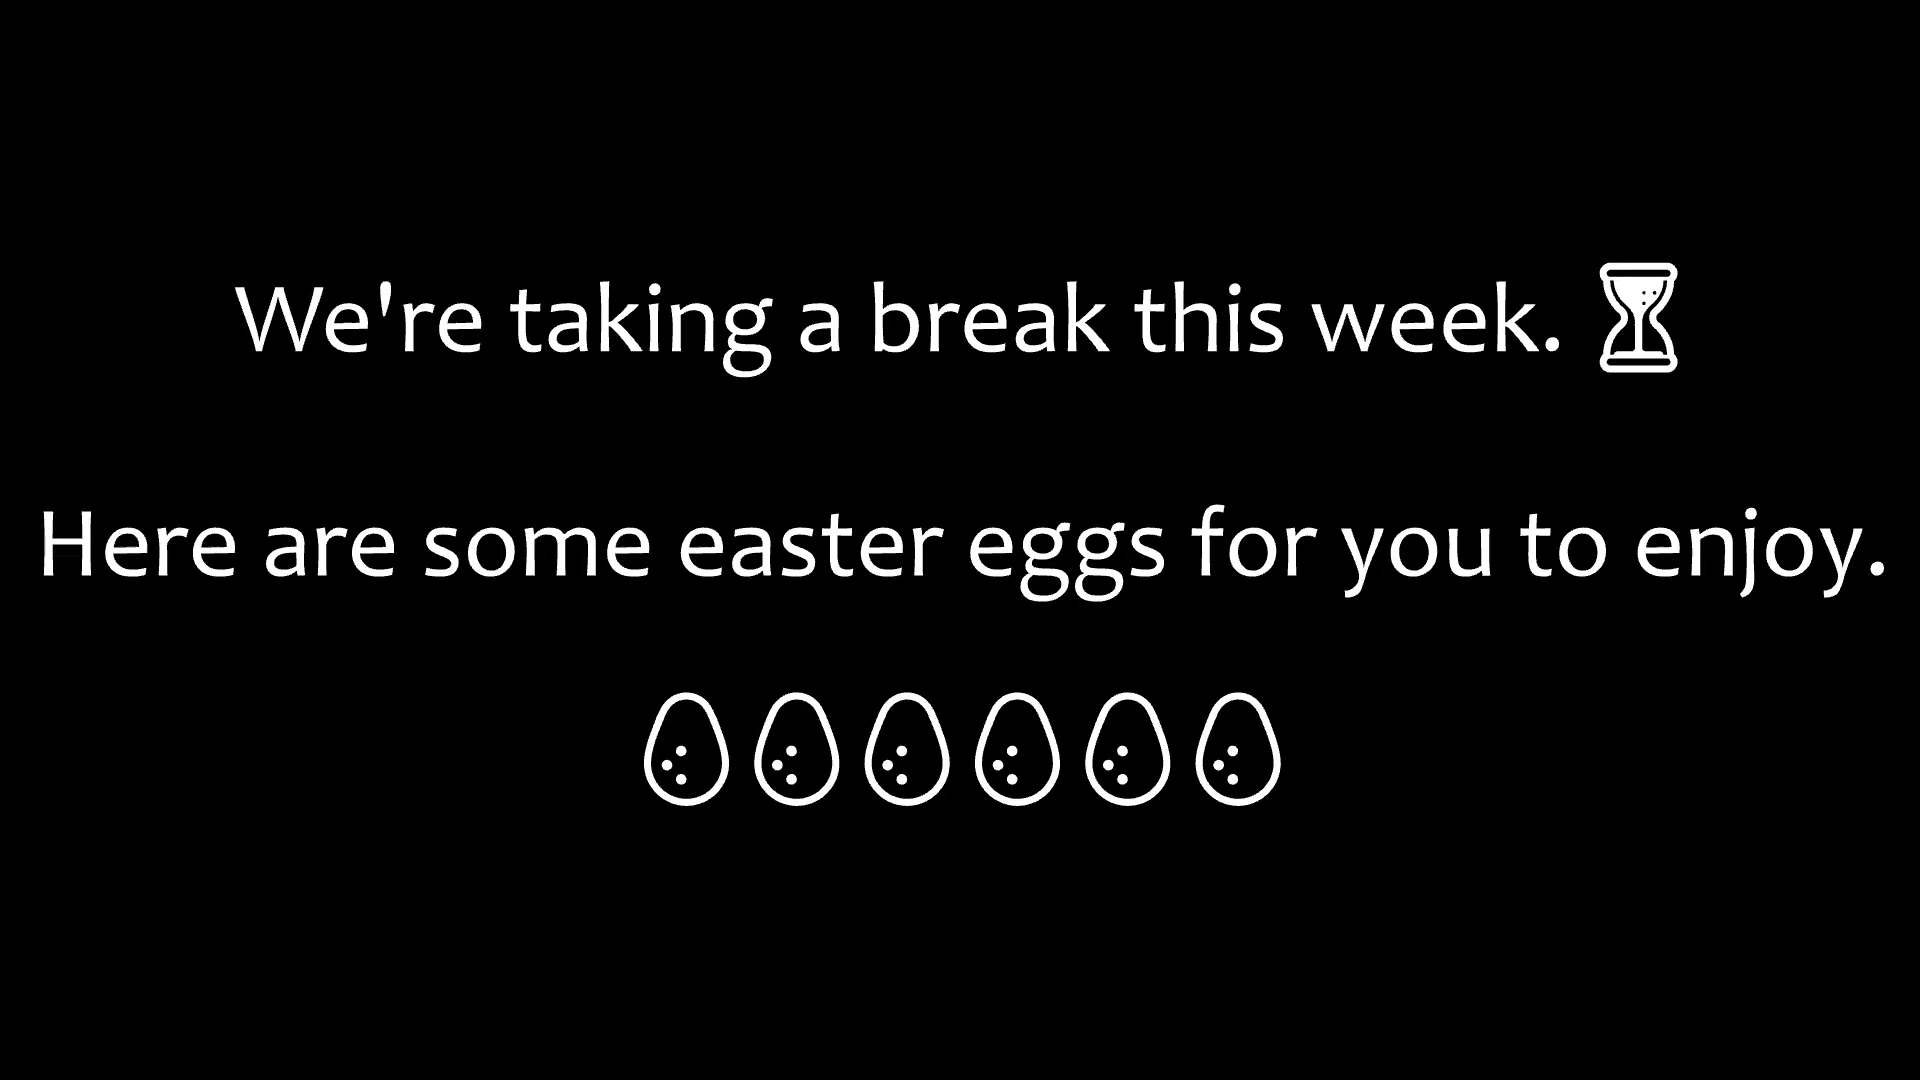 We're taking a break this week. ⏳
Here are some easter eggs for you to enjoy.
🥚🥚🥚🥚🥚🥚